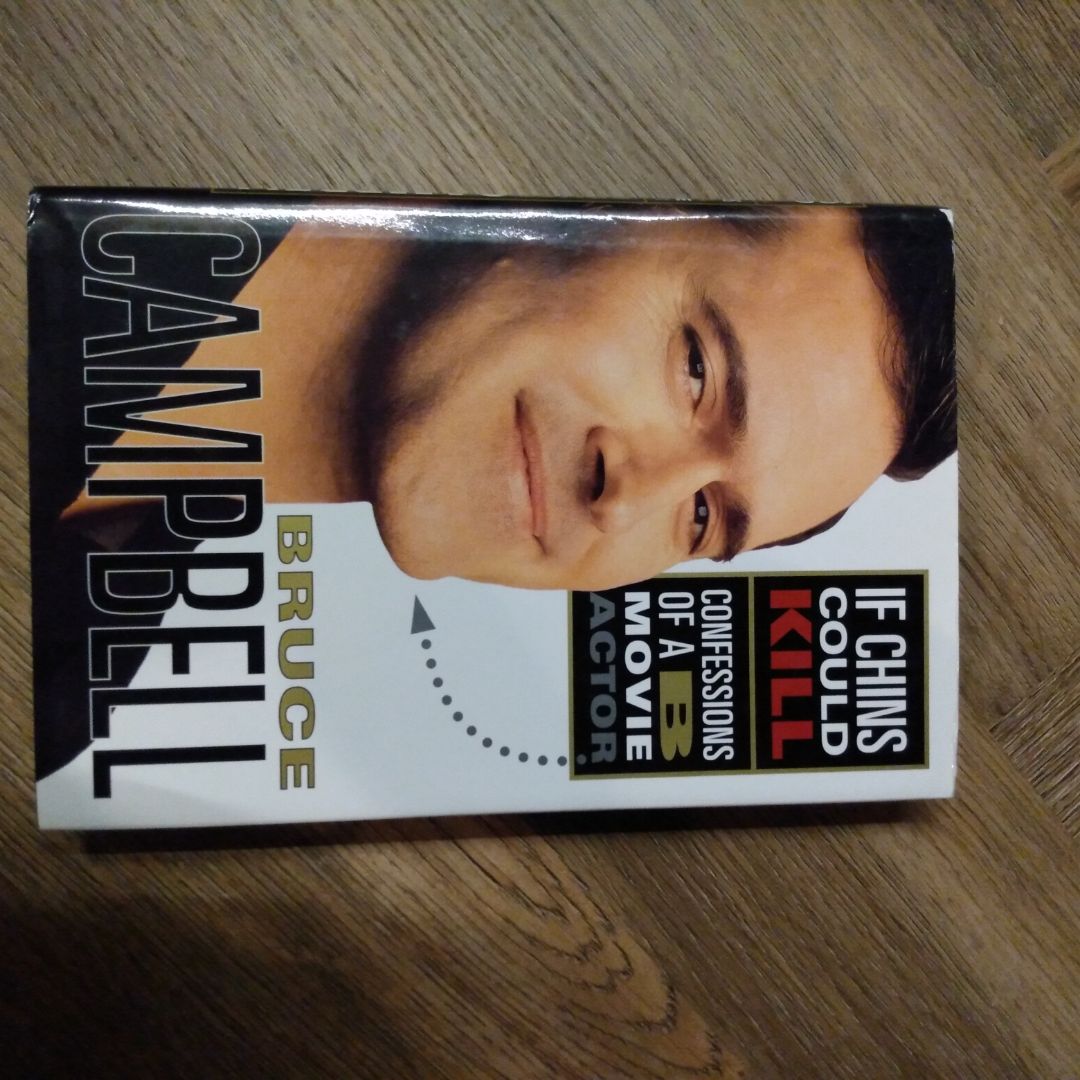 IF CHINS
COULD
KILL
CONFESSIONS
OF A B
MOVIE
ACTOR
BRUCE
CAMPBELL